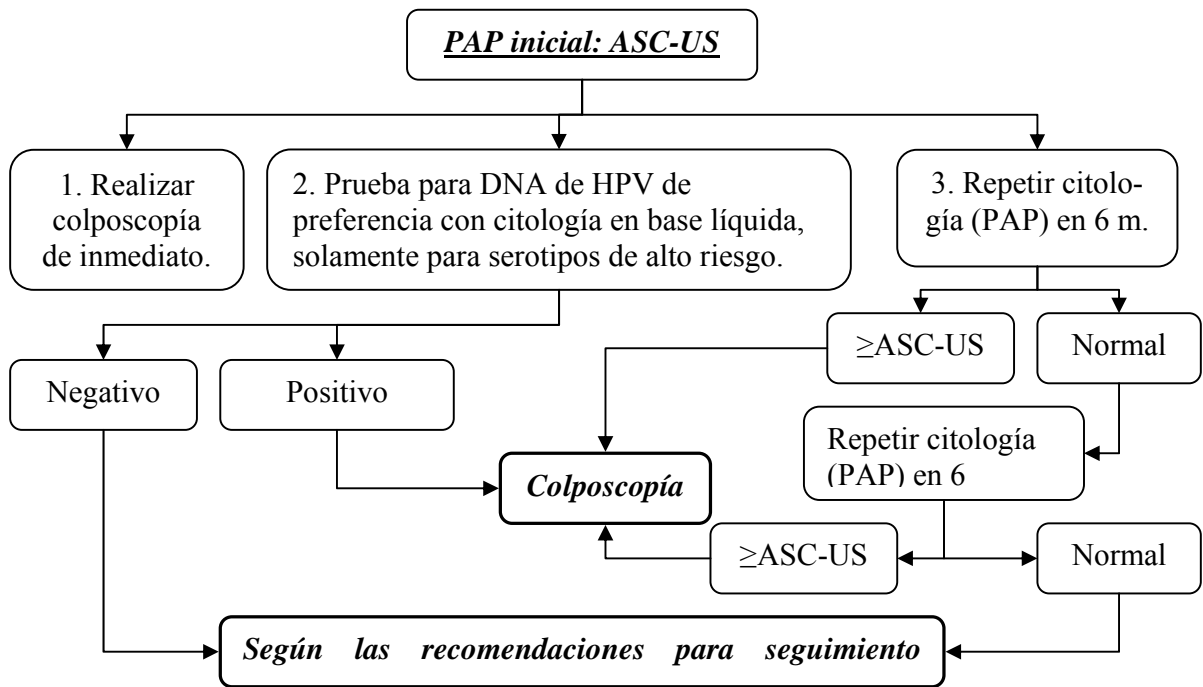 PAP inicial: ASC-US
1. Realizar
colposcopía
de inmediato.
2. Prueba para DNA de HPV de
preferencia con citología en base líquida,
solamente para serotipos de alto riesgo.
3. Repetir citolo-
gía (PAP) en 6 m.
≥ASC-US
Normal
Negativo
Positivo
Repetir citología
(PAP) en 6
Colposcopía
≥ASC-US
Normal
Según las recomendaciones para seguimiento